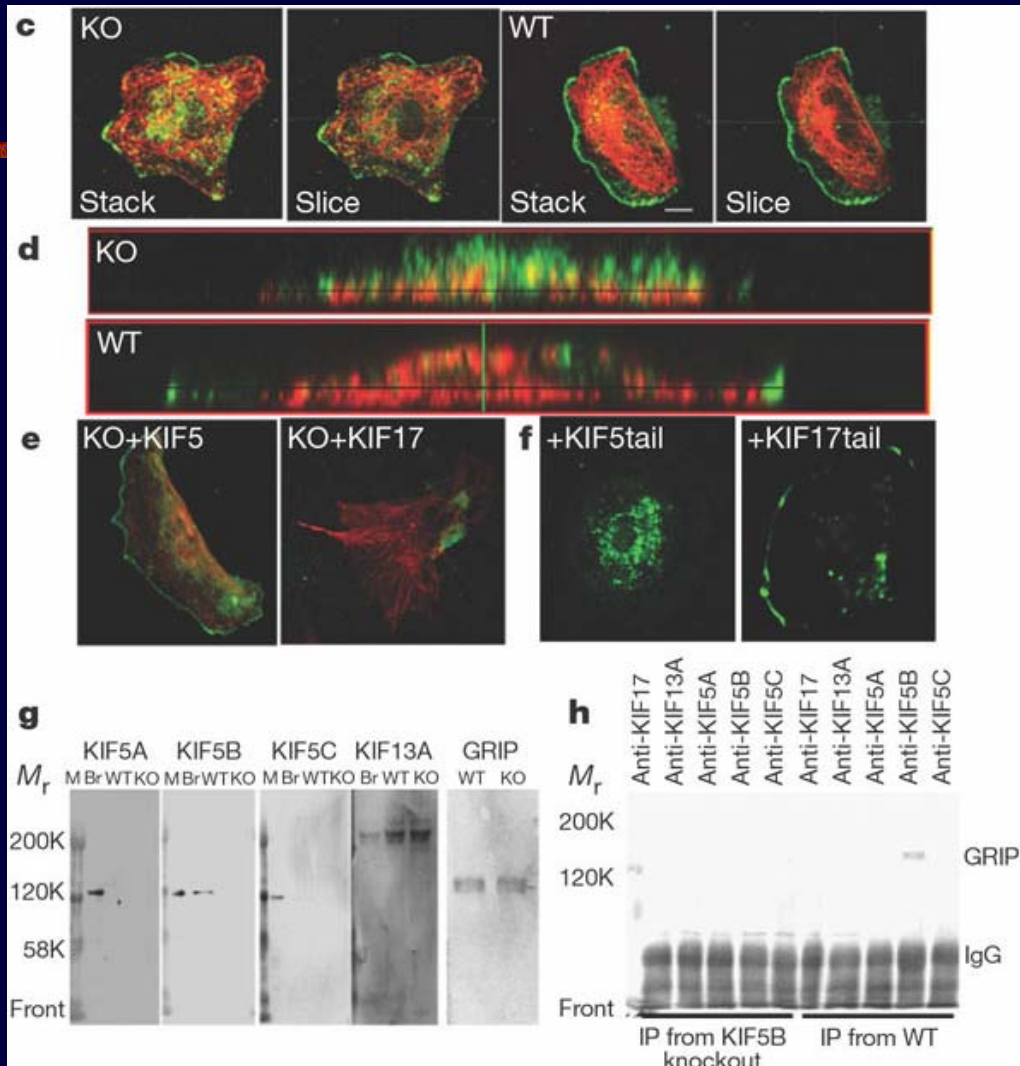 c
KO
WT
Stack
Slice
Stack
Slice
d
KO
WT
e
KO+KIF5
KO+KIF17
f
+KIF5tail
+KIF17tail
g
KIF5A KIF5B KIF5C KIF13A GRIP
Mr M Br WT KO M Br WT KO M Br WT KO Br WT KO WT KO
200K
120K
58K
Front
h
Anti-KIF17
Anti-KIF13A
Anti-KIF5A
Anti-KIF5B
Anti-KIF5C
Anti-KIF17
Anti-KIF13A
Anti-KIF5A
Anti-KIF5B
Anti-KIF5C
Mr
200K
120K
GRIP
IgG
Front
IP from KIF5B
knockout
IP from WT